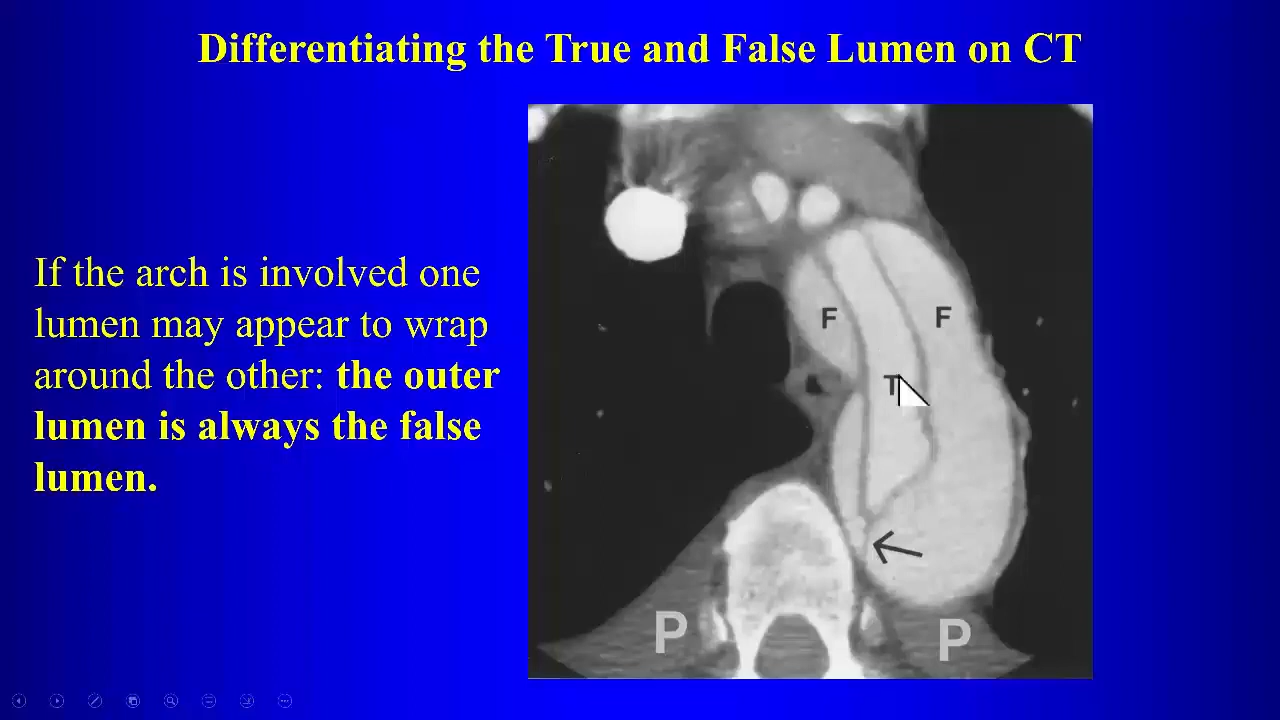 Differentiating the True and False Lumen on CT
If the arch is involved one
lumen may appear to wrap
around the other: the outer
lumen is always the false
lumen.
F
F
T
P
P